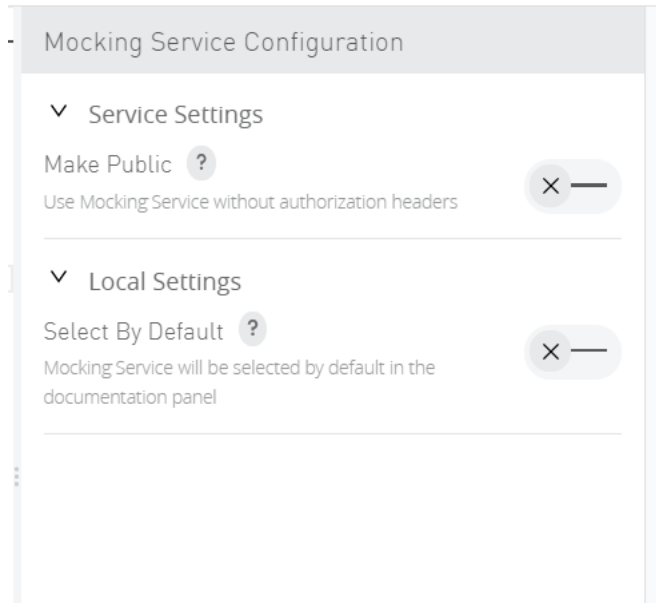 Mocking Service Configuration
Service Settings
Make Public ?
Use Mocking Service without authorization headers
Local Settings
Select By Default ?
Mocking Service will be selected by default in the
documentation panel